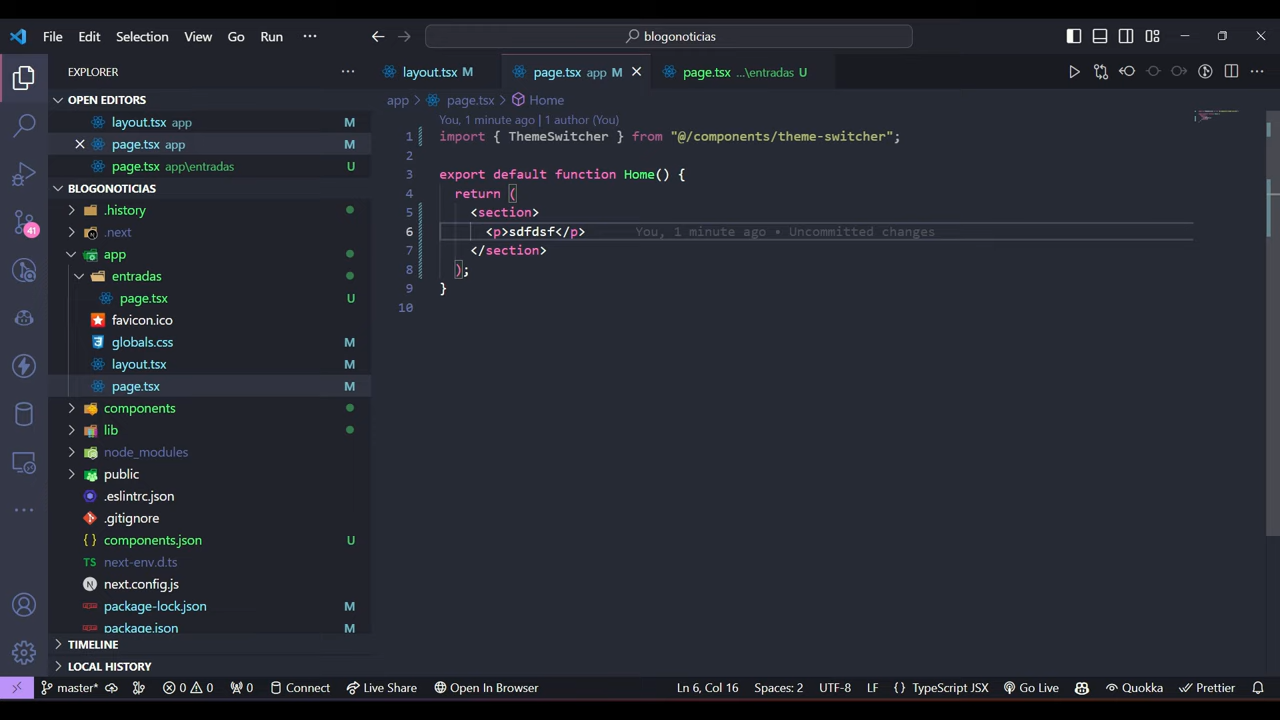 File Edit Selection View Go Run ··· blogonoticias
EXPLORER ···
OPEN EDITORS
layout.tsx app M
page.tsx app M
page.tsx app\entradas U
BLOGONOTICIAS
.history
.next
41
app
entradas
page.tsx U
favicon.ico
globals.css
layout.tsx M
page.tsx M
components
lib
node_modules
public
.eslintrc.json
.gitignore
components.json U
TS next-env.d.ts
next.config.js
package-lock.json M
package.json M
TIMELINE
LOCAL HISTORY
layout.tsx M page.tsx app M page.tsx ...\entradas U
app > page.tsx > Home
You, 1 minute ago | 1 author (You)
1 import { ThemeSwitcher } from "@/components/theme-switcher";
2
3 export default function Home() {
4 return (
5 <section>
6 <p>sdfdsf</p> You, 1 minute ago • Uncommitted changes
7 </section>
8 );
9 }
10
master* 0 0 0 Connect Live Share Open In Browser Ln 6, Col 16 Spaces: 2 UTF-8 LF {} TypeScript JSX Go Live Quokka Prettier